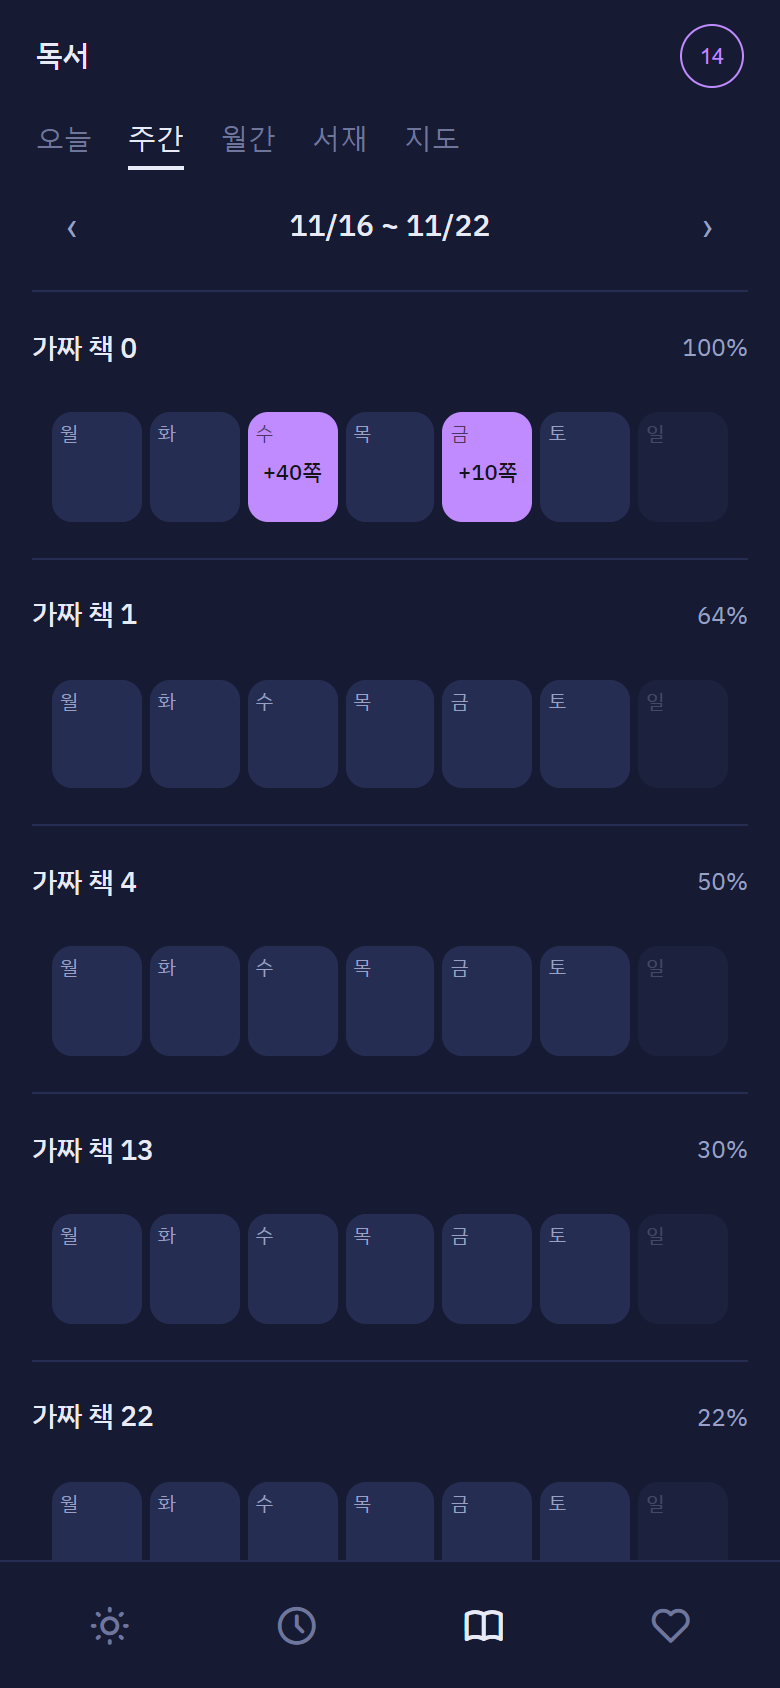 독서
14
오늘 주간 월간 서재 지도
‹ 11/16 ~ 11/22 ›
가짜 책 0 100%
월 화 수 목 금 토 일
+40쪽 +10쪽
가짜 책 1 64%
월 화 수 목 금 토 일
가짜 책 4 50%
월 화 수 목 금 토 일
가짜 책 13 30%
월 화 수 목 금 토 일
가짜 책 22 22%
월 화 수 목 금 토 일